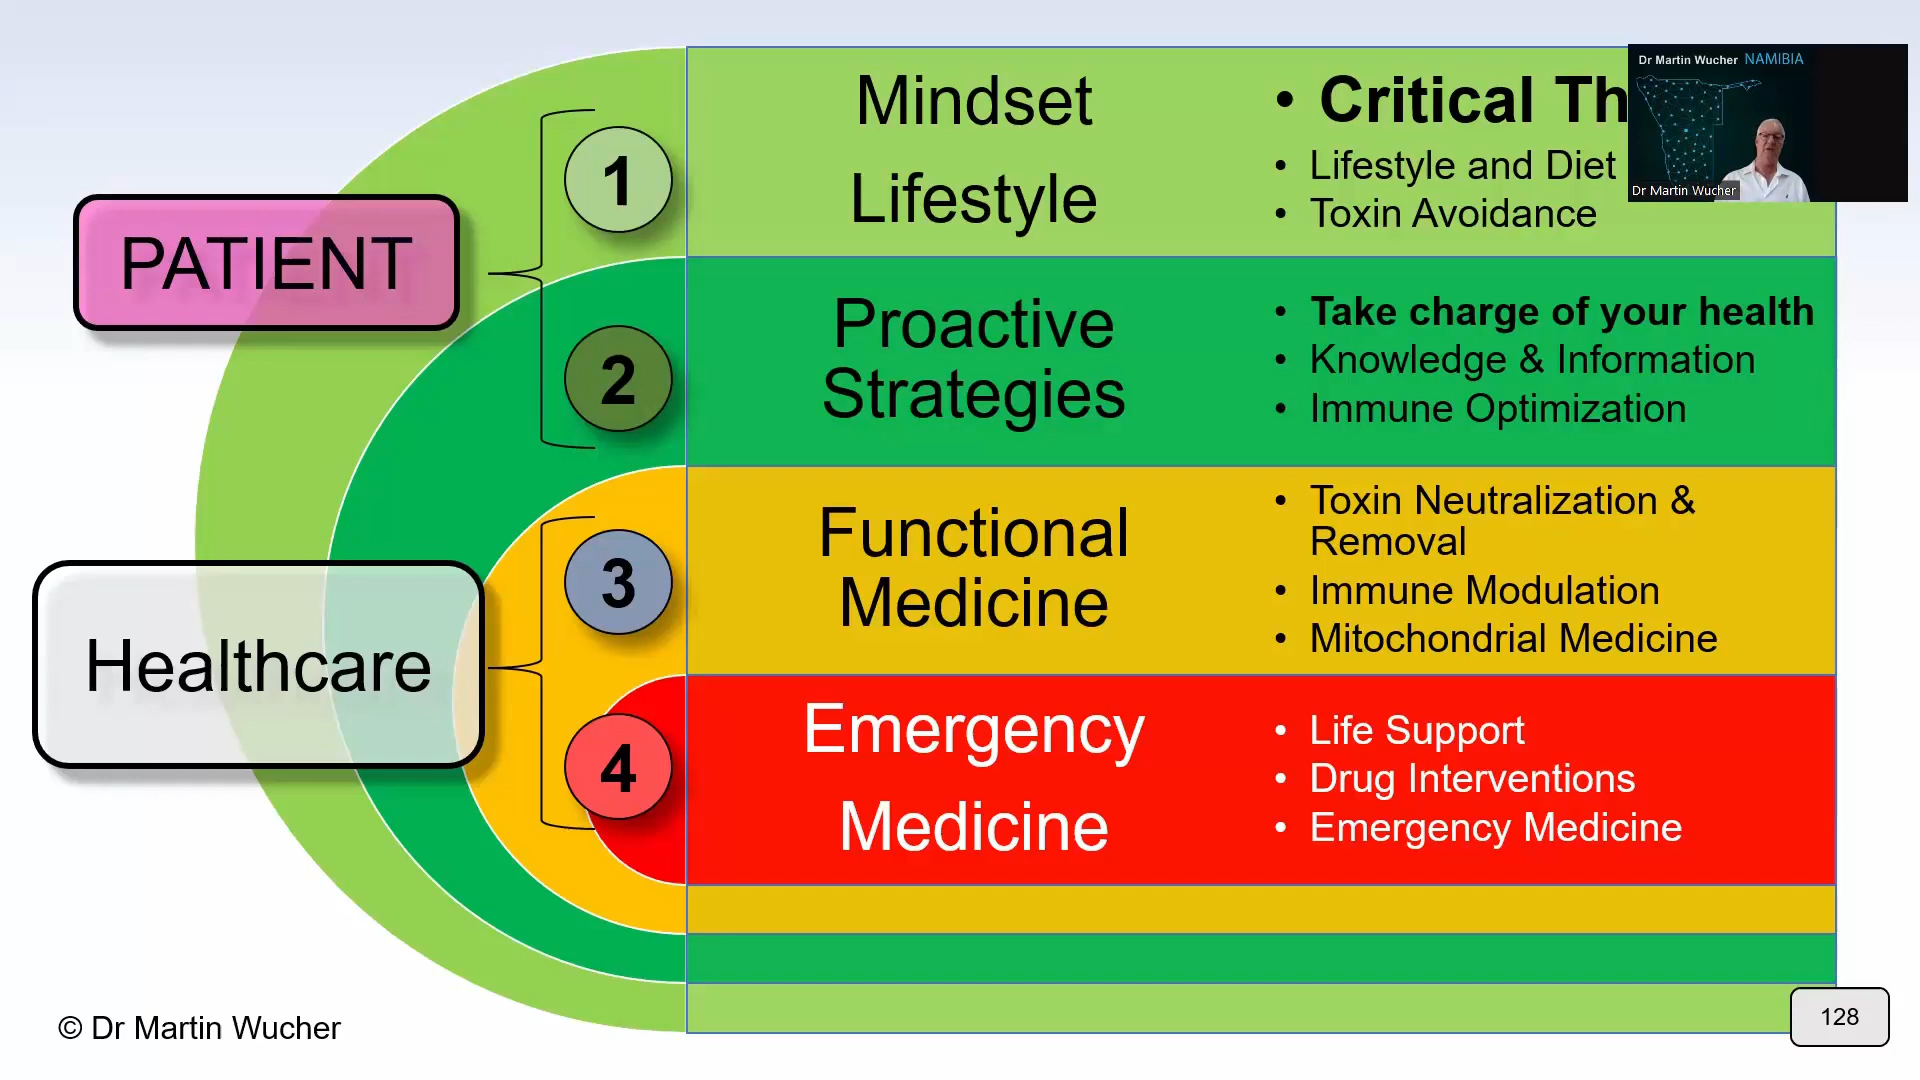 PATIENT
Healthcare
1
2
3
4
Mindset
Lifestyle
• Critical
• Lifestyle and Diet
• Toxin Avoidance
Proactive
Strategies
• Take charge of your health
• Knowledge & Information
• Immune Optimization
Functional
Medicine
• Toxin Neutralization &
Removal
• Immune Modulation
• Mitochondrial Medicine
Emergency
Medicine
• Life Support
• Drug Interventions
• Emergency Medicine
Dr Martin Wucher NAMIBIA
Dr Martin Wucher
© Dr Martin Wucher
128